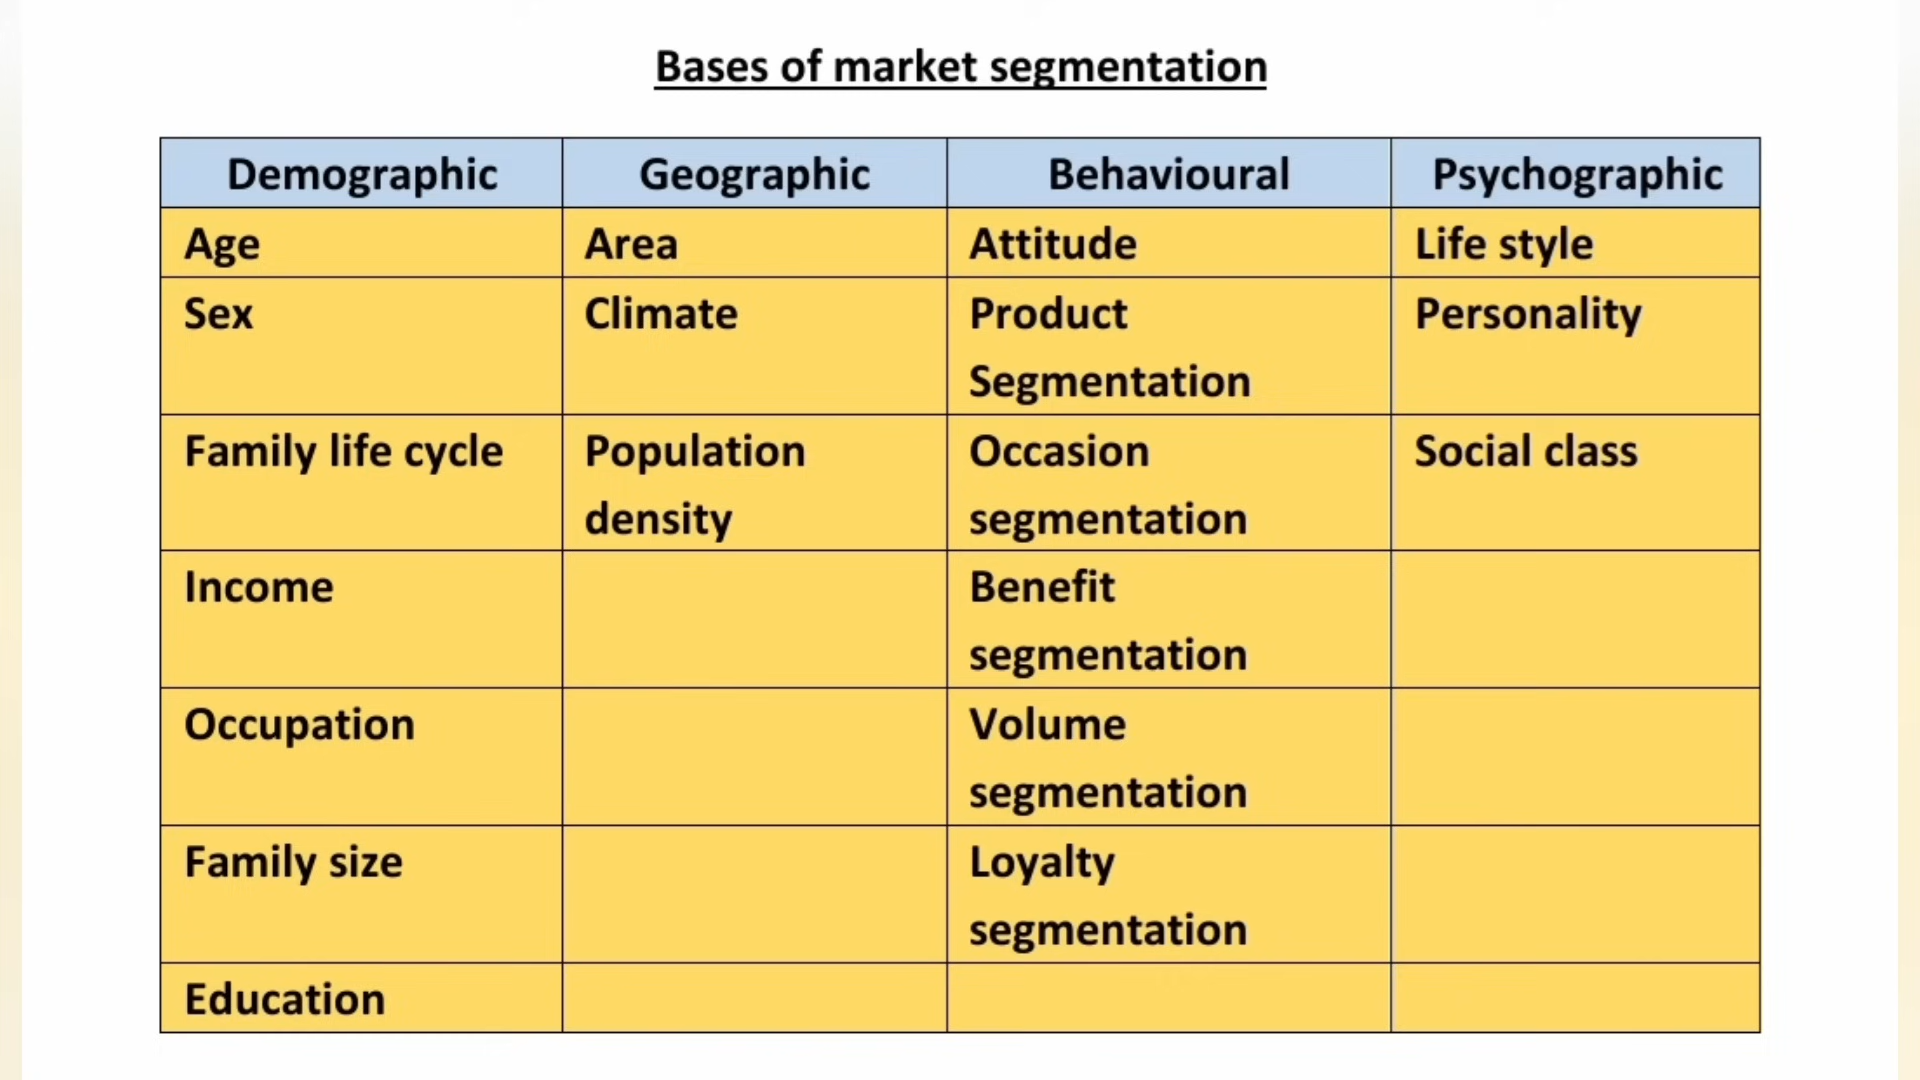 Bases of market segmentation
Demographic Geographic Behavioural Psychographic
Age Area Attitude Life style
Sex Climate Product Personality
Segmentation
Family life cycle Population Occasion Social class
density segmentation
Income Benefit
segmentation
Occupation Volume
segmentation
Family size Loyalty
segmentation
Education